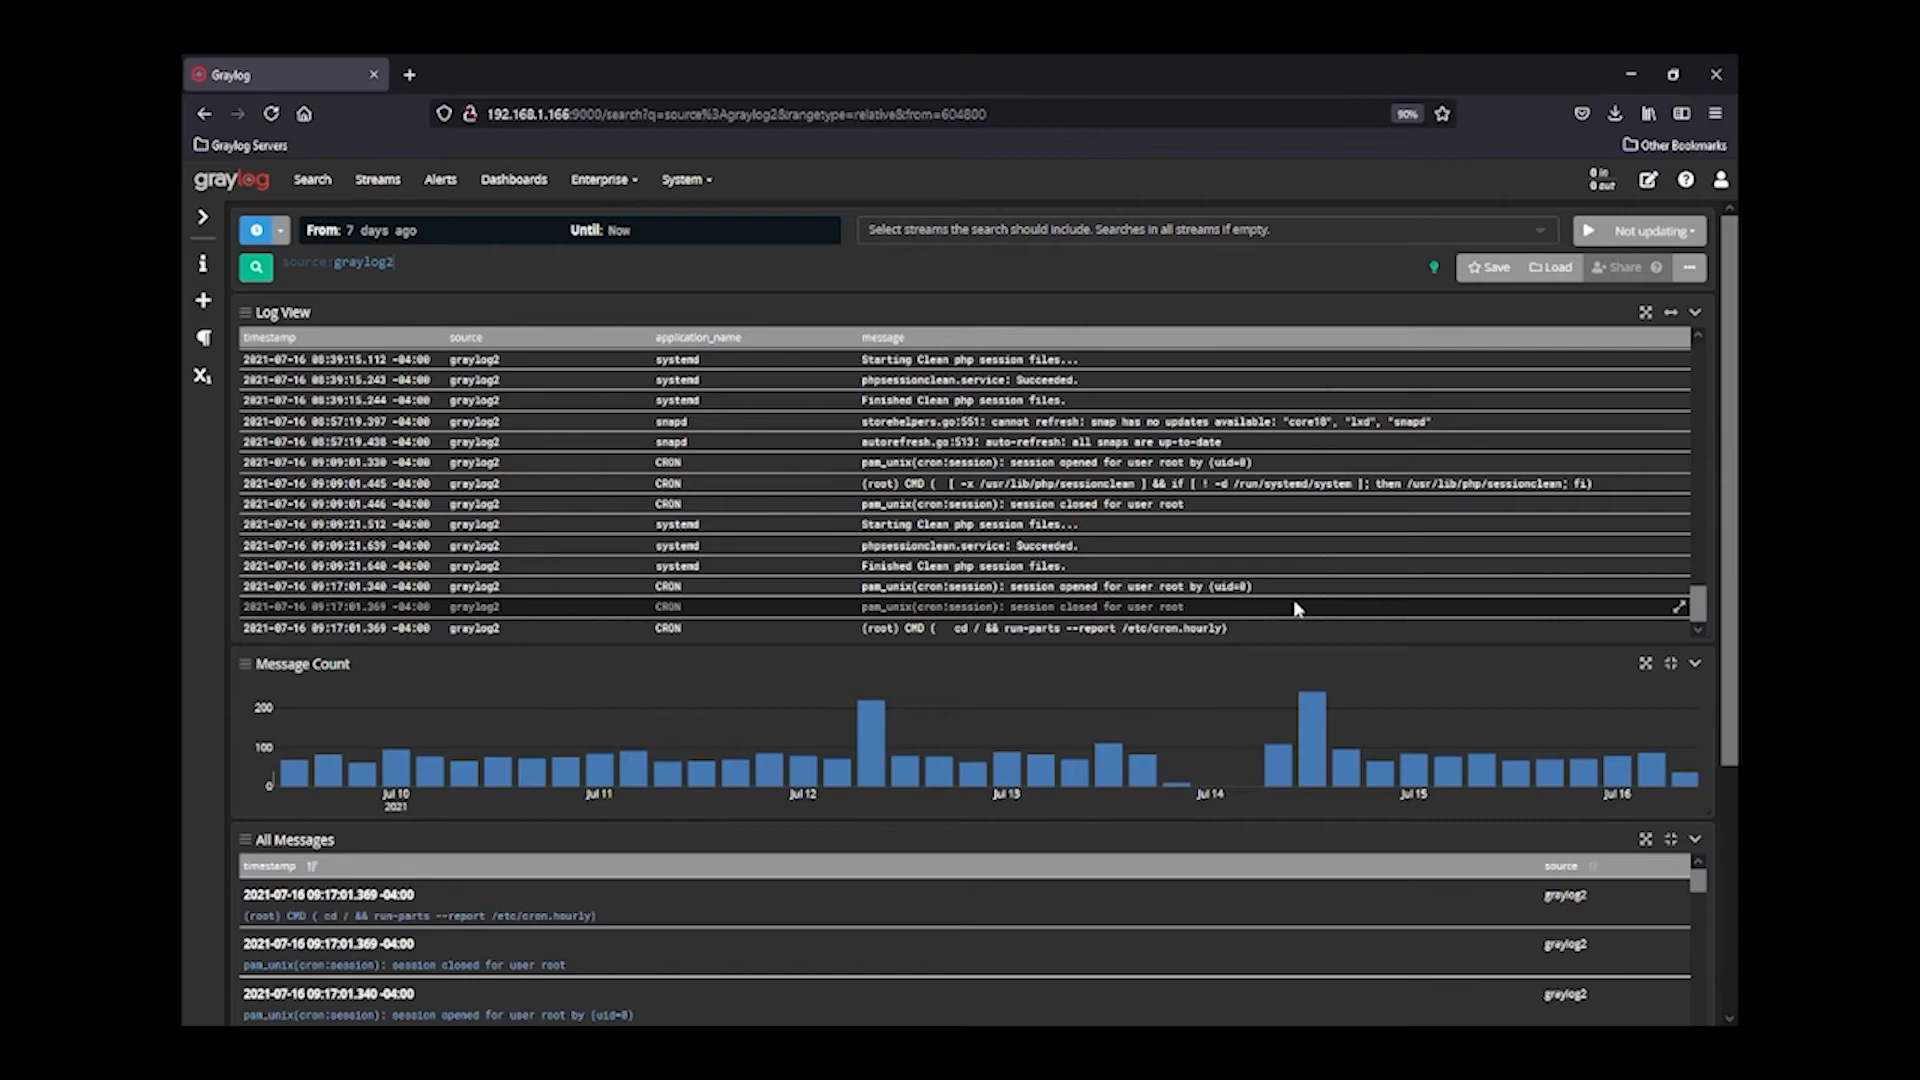 Graylog
192.168.1.166:9000/search?q=source%3Agraylog2&rangetype=relative&from=604800
90%
Graylog Servers
Other Bookmarks
graylog Search Streams Alerts Dashboards Enterprise System
0 in
0 out
From: 7 days ago Until: Now
Select streams the search should include. Searches in all streams if empty.
Not updating
source:graylog2
Save Load Share
Log View
timestamp source application_name message
2021-07-16 08:39:15.112 -04:00 graylog2 systemd Starting Clean php session files...
2021-07-16 08:39:15.243 -04:00 graylog2 systemd phpsessionclean.service: Succeeded.
2021-07-16 08:39:15.244 -04:00 graylog2 systemd Finished Clean php session files.
2021-07-16 08:57:19.397 -04:00 graylog2 snapd storehelpers.go:551: cannot refresh: snap has no updates available: "core18", "lxd", "snapd"
2021-07-16 08:57:19.438 -04:00 graylog2 snapd autorefresh.go:513: auto-refresh: all snaps are up-to-date
2021-07-16 09:09:01.330 -04:00 graylog2 CRON pam_unix(cron:session): session opened for user root by (uid=0)
2021-07-16 09:09:01.445 -04:00 graylog2 CRON (root) CMD ( [ -x /usr/lib/php/sessionclean ] && if [ ! -d /run/systemd/system ]; then /usr/lib/php/sessionclean; fi)
2021-07-16 09:09:01.446 -04:00 graylog2 CRON pam_unix(cron:session): session closed for user root
2021-07-16 09:09:21.512 -04:00 graylog2 systemd Starting Clean php session files...
2021-07-16 09:09:21.639 -04:00 graylog2 systemd phpsessionclean.service: Succeeded.
2021-07-16 09:09:21.640 -04:00 graylog2 systemd Finished Clean php session files.
2021-07-16 09:17:01.340 -04:00 graylog2 CRON pam_unix(cron:session): session opened for user root by (uid=0)
2021-07-16 09:17:01.369 -04:00 graylog2 CRON pam_unix(cron:session): session closed for user root
2021-07-16 09:17:01.369 -04:00 graylog2 CRON (root) CMD ( cd / && run-parts --report /etc/cron.hourly)
Message Count
200
100
0
Jul 10 Jul 11 Jul 12 Jul 13 Jul 14 Jul 15 Jul 16
2021
All Messages
timestamp source
2021-07-16 09:17:01.369 -04:00 graylog2
(root) CMD ( cd / && run-parts --report /etc/cron.hourly)
2021-07-16 09:17:01.369 -04:00 graylog2
pam_unix(cron:session): session closed for user root
2021-07-16 09:17:01.340 -04:00 graylog2
pam_unix(cron:session): session opened for user root by (uid=0)